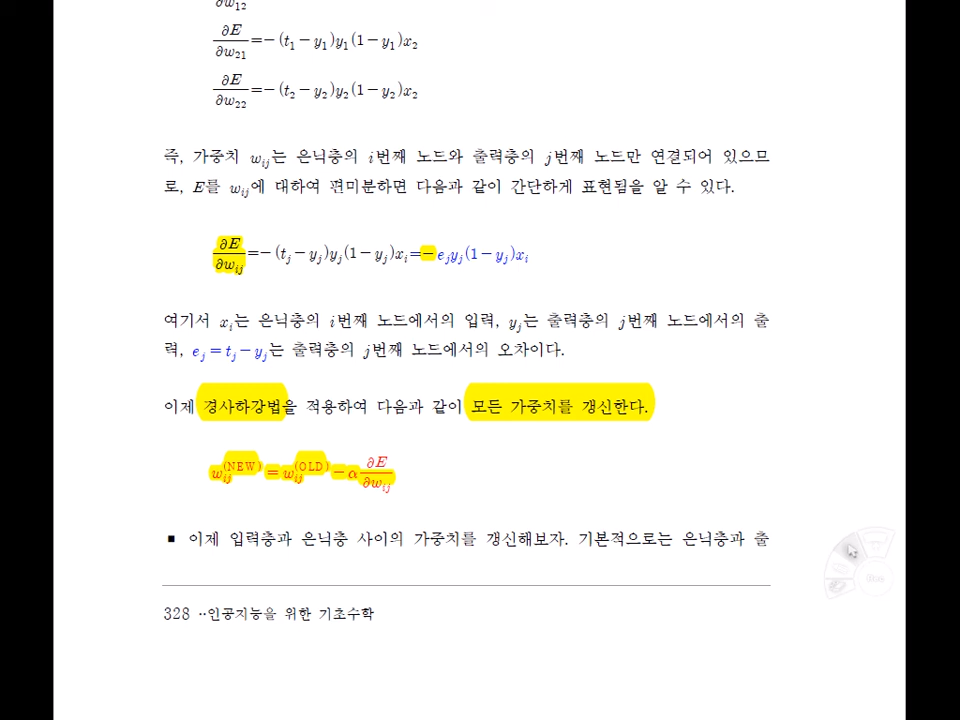 ∂w₁₂
∂E/∂w₂₁ = −(t₁−y₁)y₁(1−y₁)x₂
∂E/∂w₂₂ = −(t₂−y₂)y₂(1−y₂)x₂
즉, 가중치 wᵢⱼ는 은닉층의 i번째 노드와 출력층의 j번째 노드만 연결되어 있으므
로, E를 wᵢⱼ에 대하여 편미분하면 다음과 같이 간단하게 표현됨을 알 수 있다.
∂E/∂wᵢⱼ = −(tⱼ−yⱼ)yⱼ(1−yⱼ)xᵢ = −eⱼyⱼ(1−yⱼ)xᵢ
여기서 xᵢ는 은닉층의 i번째 노드에서의 입력, yⱼ는 출력층의 j번째 노드에서의 출
력, eⱼ = tⱼ − yⱼ는 출력층의 j번째 노드에서의 오차이다.
이제 경사하강법을 적용하여 다음과 같이 모든 가중치를 갱신한다.
wᵢⱼ^(NEW) = wᵢⱼ^(OLD) − α ∂E/∂wᵢⱼ
■ 이제 입력층과 은닉층 사이의 가중치를 갱신해보자. 기본적으로는 은닉층과 출
328 ··인공지능을 위한 기초수학